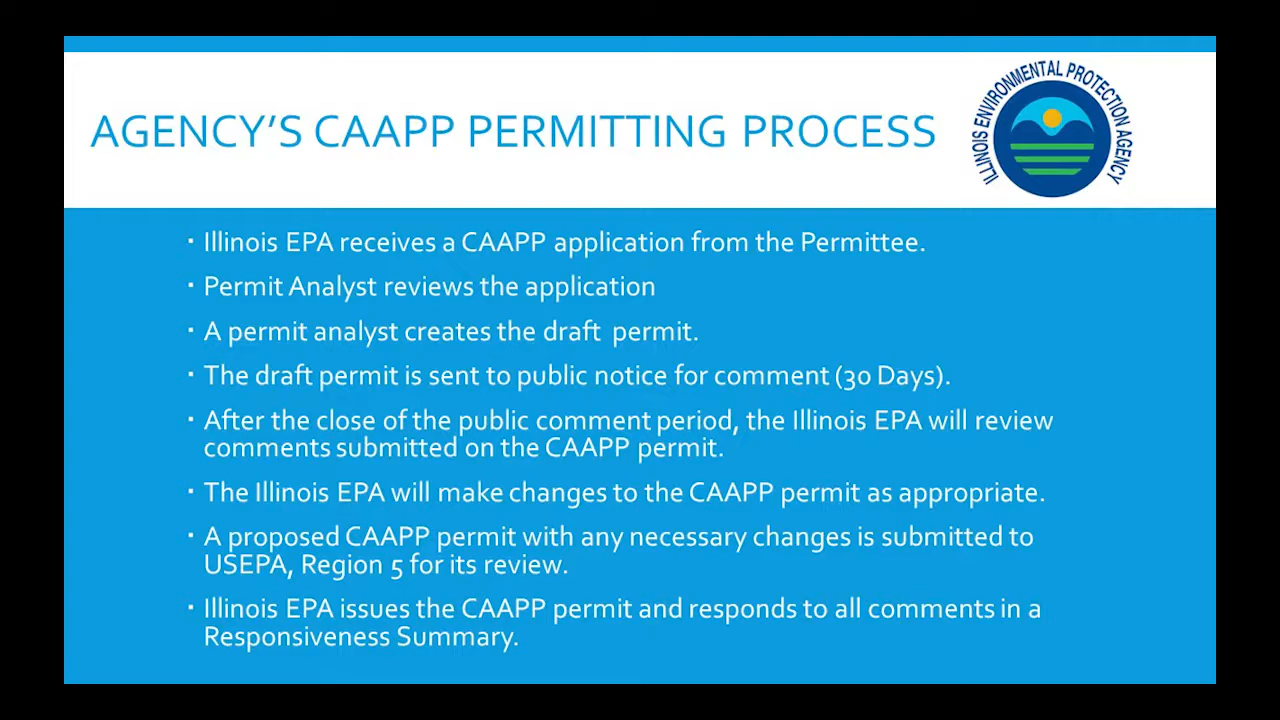 AGENCY’S CAAPP PERMITTING PROCESS
ILLINOIS ENVIRONMENTAL PROTECTION AGENCY
▪ Illinois EPA receives a CAAPP application from the Permittee.
▪ Permit Analyst reviews the application
▪ A permit analyst creates the draft  permit.
▪ The draft permit is sent to public notice for comment (30 Days).
▪ After the close of the public comment period, the Illinois EPA will review
comments submitted on the CAAPP permit.
▪ The Illinois EPA will make changes to the CAAPP permit as appropriate.
▪ A proposed CAAPP permit with any necessary changes is submitted to
USEPA, Region 5 for its review.
▪ Illinois EPA issues the CAAPP permit and responds to all comments in a
Responsiveness Summary.